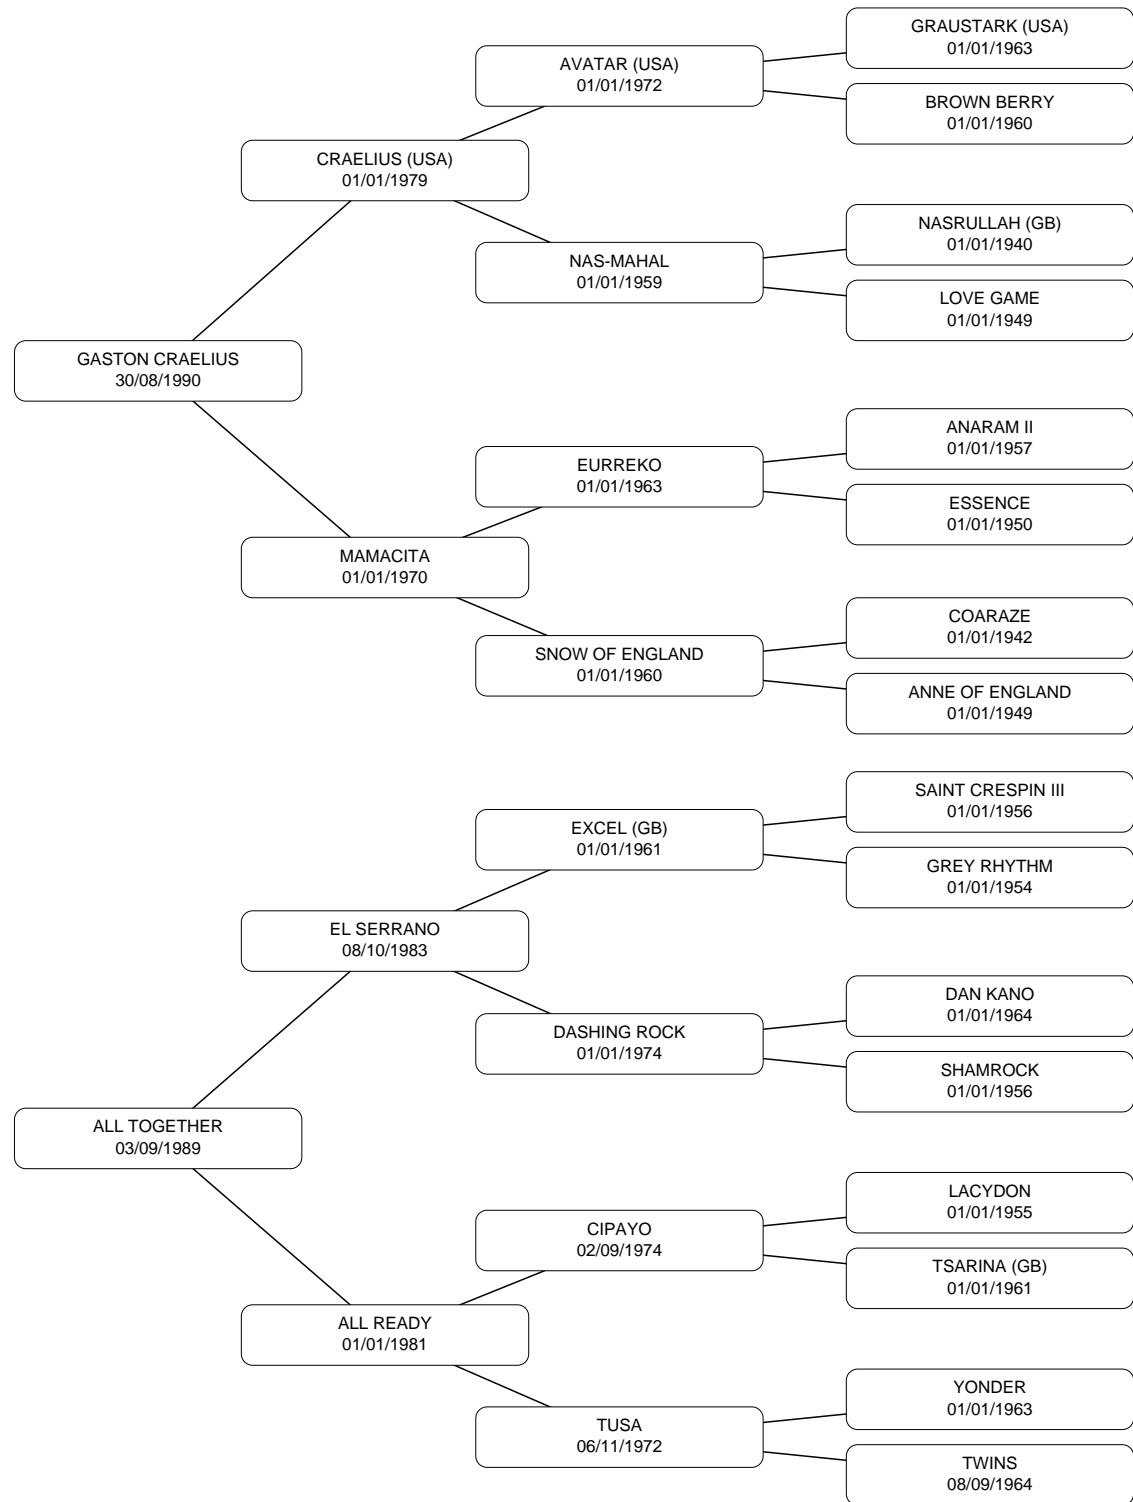 GRAUSTARK (USA)
01/01/1963
AVATAR (USA)
01/01/1972
BROWN BERRY
01/01/1960
CRAELIUS (USA)
01/01/1979
NASRULLAH (GB)
01/01/1940
NAS-MAHAL
01/01/1959
LOVE GAME
01/01/1949
GASTON CRAELIUS
30/08/1990
ANARAM II
01/01/1957
EURREKO
01/01/1963
ESSENCE
01/01/1950
MAMACITA
01/01/1970
COARAZE
01/01/1942
SNOW OF ENGLAND
01/01/1960
ANNE OF ENGLAND
01/01/1949
SAINT CRESPIN III
01/01/1956
EXCEL (GB)
01/01/1961
GREY RHYTHM
01/01/1954
EL SERRANO
08/10/1983
DAN KANO
01/01/1964
DASHING ROCK
01/01/1974
SHAMROCK
01/01/1956
ALL TOGETHER
03/09/1989
LACYDON
01/01/1955
CIPAYO
02/09/1974
TSARINA (GB)
01/01/1961
ALL READY
01/01/1981
YONDER
01/01/1963
TUSA
06/11/1972
TWINS
08/09/1964